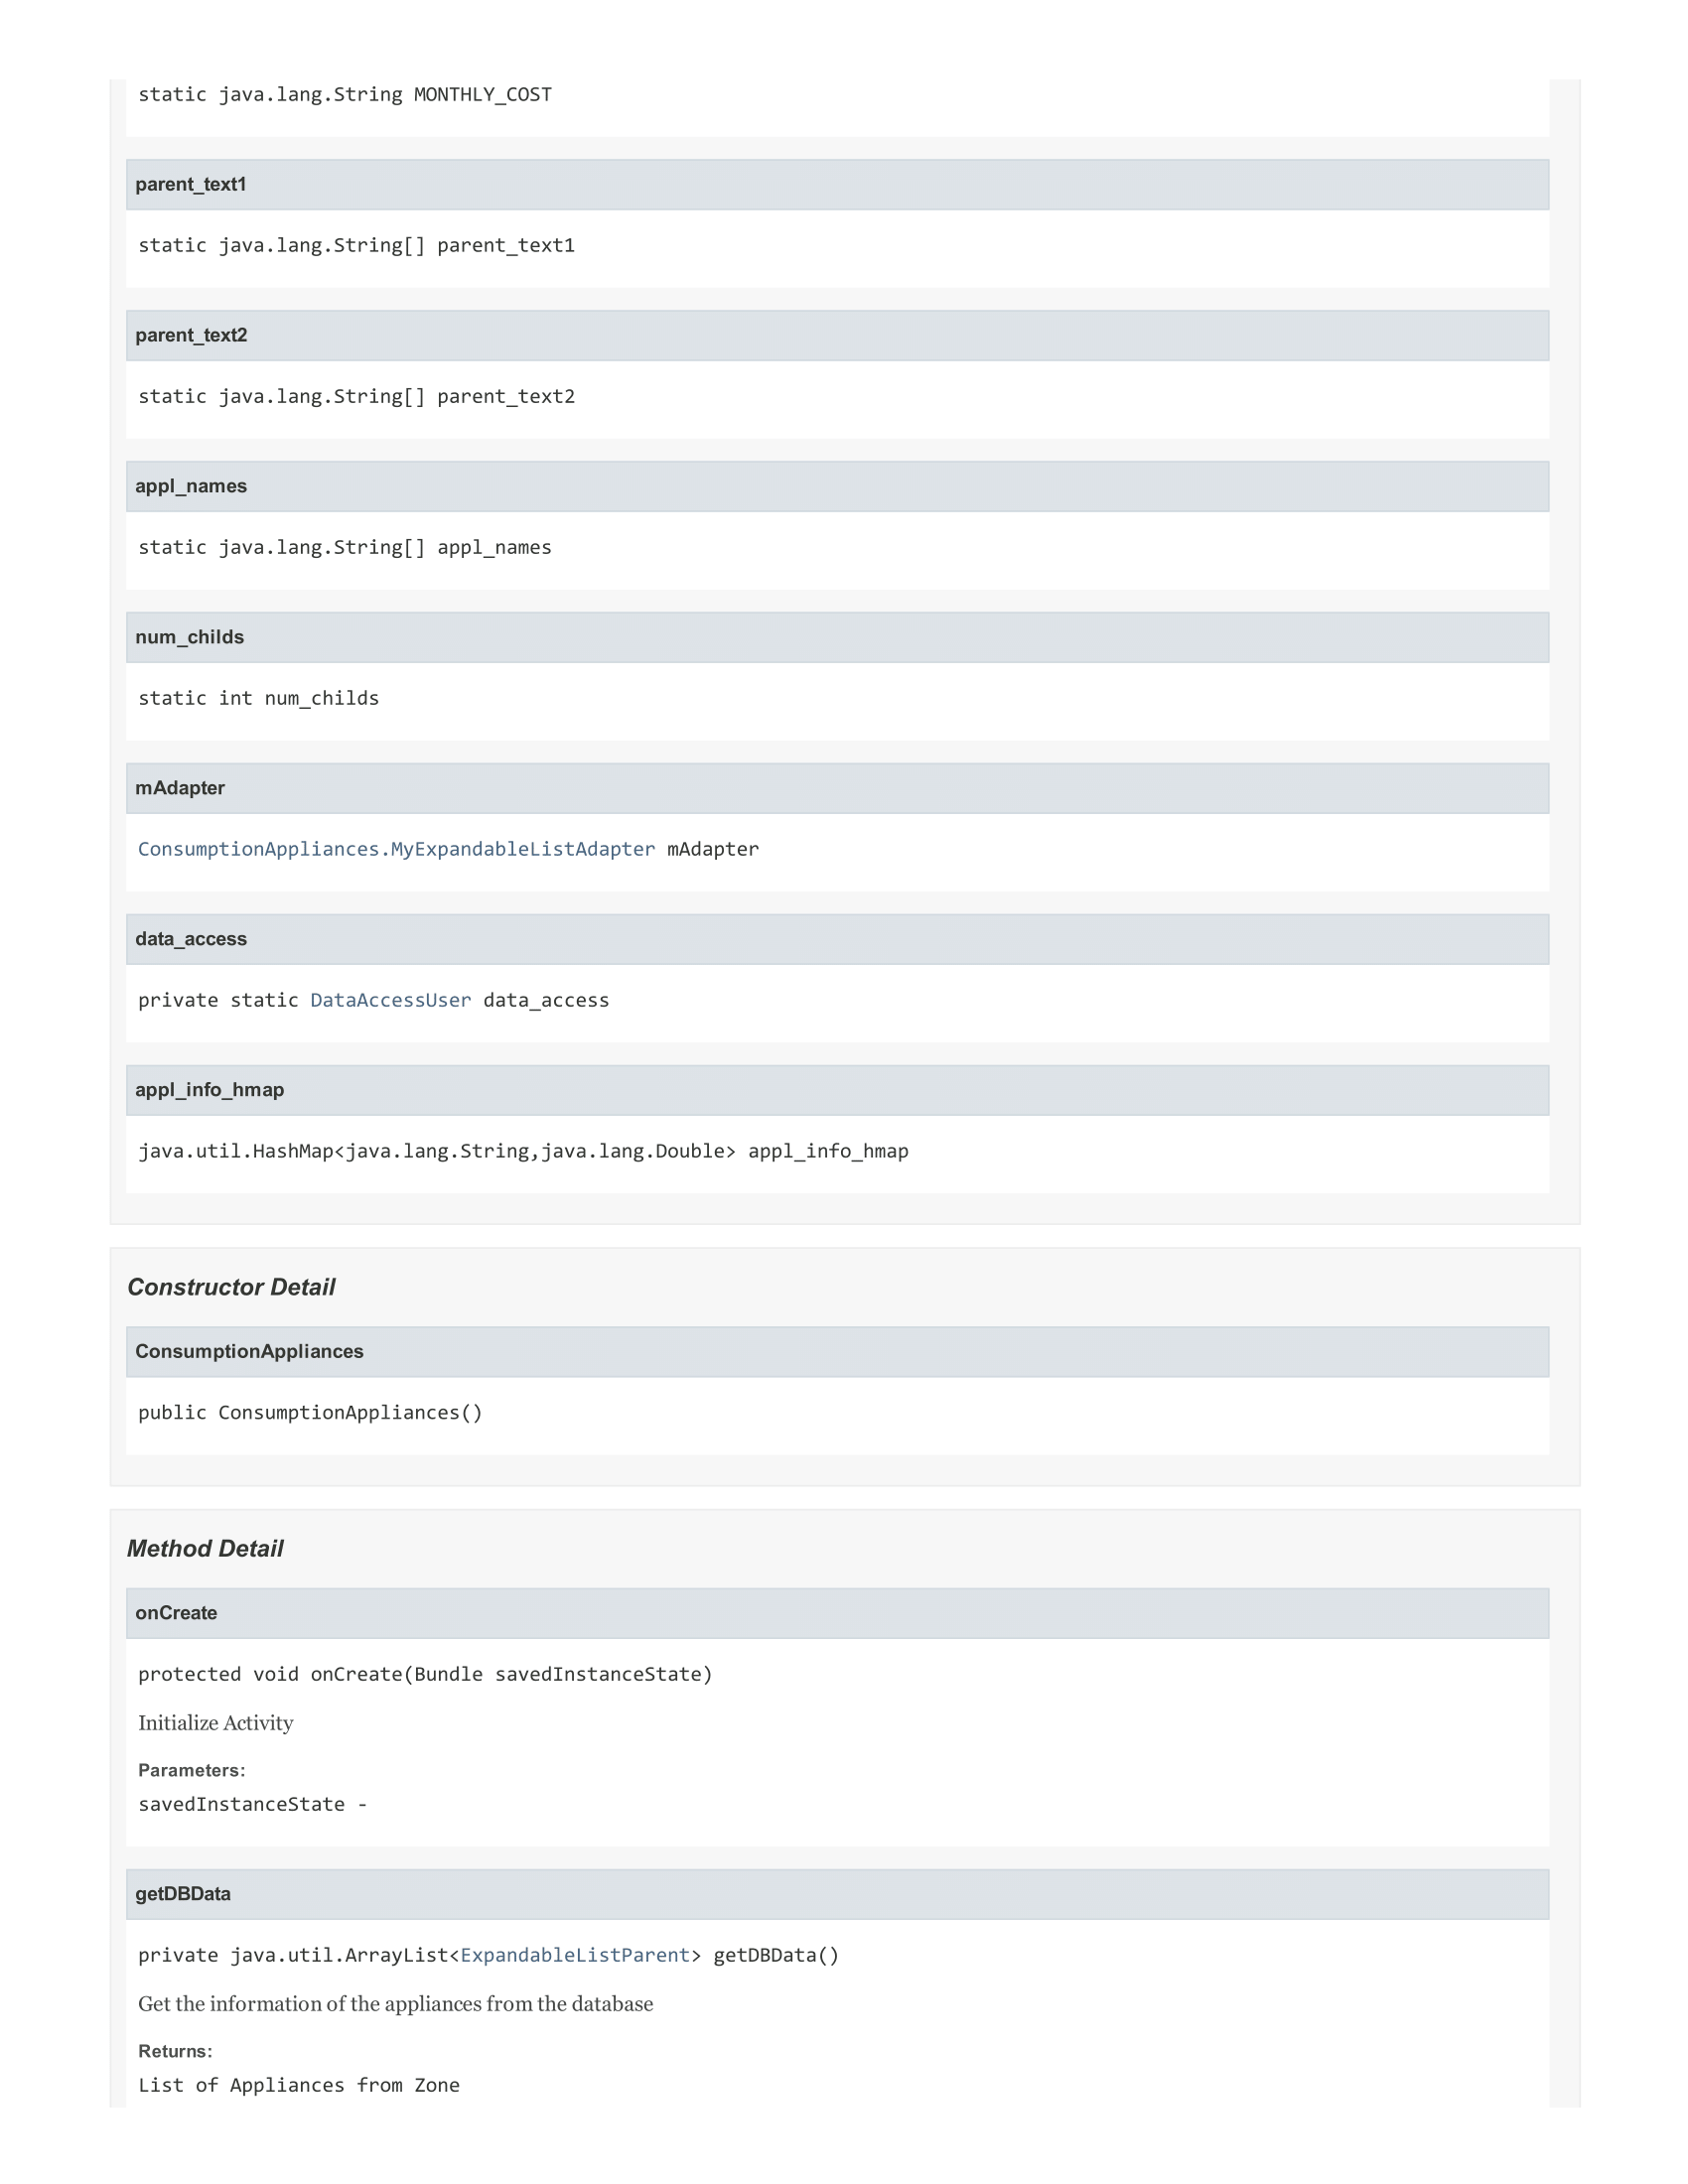 static java.lang.String MONTHLY_COST
parent_text1
static java.lang.String[] parent_text1
parent_text2
static java.lang.String[] parent_text2
appl_names
static java.lang.String[] appl_names
num_childs
static int num_childs
mAdapter
ConsumptionAppliances.MyExpandableListAdapter mAdapter
data_access
private static DataAccessUser data_access
appl_info_hmap
java.util.HashMap<java.lang.String,java.lang.Double> appl_info_hmap
Constructor Detail
ConsumptionAppliances
public ConsumptionAppliances()
Method Detail
onCreate
protected void onCreate(Bundle savedInstanceState)
Initialize Activity
Parameters:
savedInstanceState -
getDBData
private java.util.ArrayList<ExpandableListParent> getDBData()
Get the information of the appliances from the database
Returns:
List of Appliances from Zone